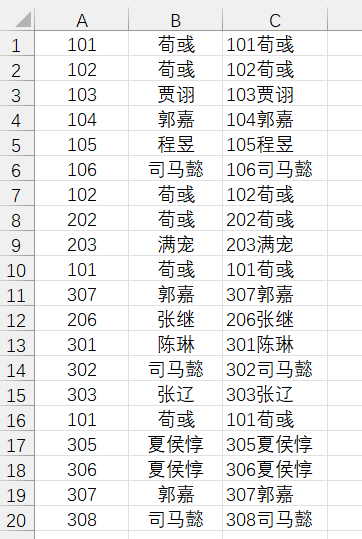 A B C
1 101 荀彧 101荀彧
2 102 荀彧 102荀彧
3 103 贾诩 103贾诩
4 104 郭嘉 104郭嘉
5 105 程昱 105程昱
6 106 司马懿 106司马懿
7 102 荀彧 102荀彧
8 202 荀彧 202荀彧
9 203 满宠 203满宠
10 101 荀彧 101荀彧
11 307 郭嘉 307郭嘉
12 206 张继 206张继
13 301 陈琳 301陈琳
14 302 司马懿 302司马懿
15 303 张辽 303张辽
16 101 荀彧 101荀彧
17 305 夏侯惇 305夏侯惇
18 306 夏侯惇 306夏侯惇
19 307 郭嘉 307郭嘉
20 308 司马懿 308司马懿